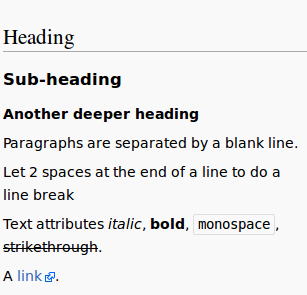 Heading
Sub-heading
Another deeper heading
Paragraphs are separated by a blank line.
Let 2 spaces at the end of a line to do a
line break
Text attributes italic, bold, monospace,
strikethrough.
A link.